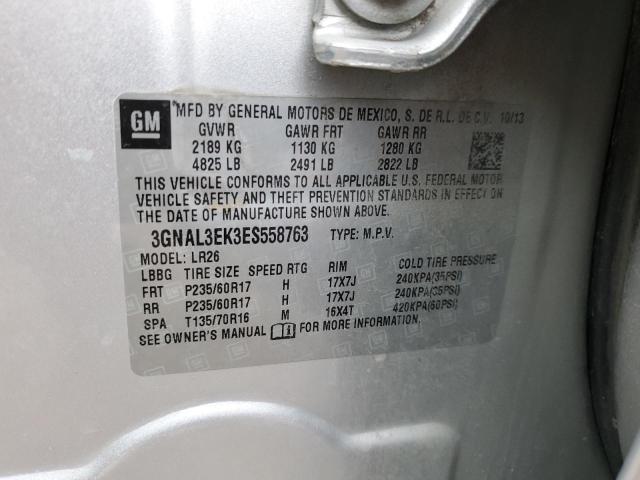 GM
MFD BY GENERAL MOTORS DE MEXICO, S. DE R.L. DE C.V. 10/13
GVWR GAWR FRT GAWR RR
2189 KG 1130 KG 1280 KG
4825 LB 2491 LB 2822 LB
THIS VEHICLE CONFORMS TO ALL APPLICABLE U.S. FEDERAL MOTOR
VEHICLE SAFETY AND THEFT PREVENTION STANDARDS IN EFFECT ON
THE DATE OF MANUFACTURE SHOWN ABOVE.
3GNAL3EK3ES558763 TYPE: M.P.V.
MODEL: LR26
LBBG TIRE SIZE SPEED RTG RIM COLD TIRE PRESSURE
FRT P235/60R17 H 17X7J 240KPA(35PSI)
RR P235/60R17 H 17X7J 240KPA(35PSI)
SPA T135/70R16 M 16X4T 420KPA(60PSI)
SEE OWNER'S MANUAL FOR MORE INFORMATION.